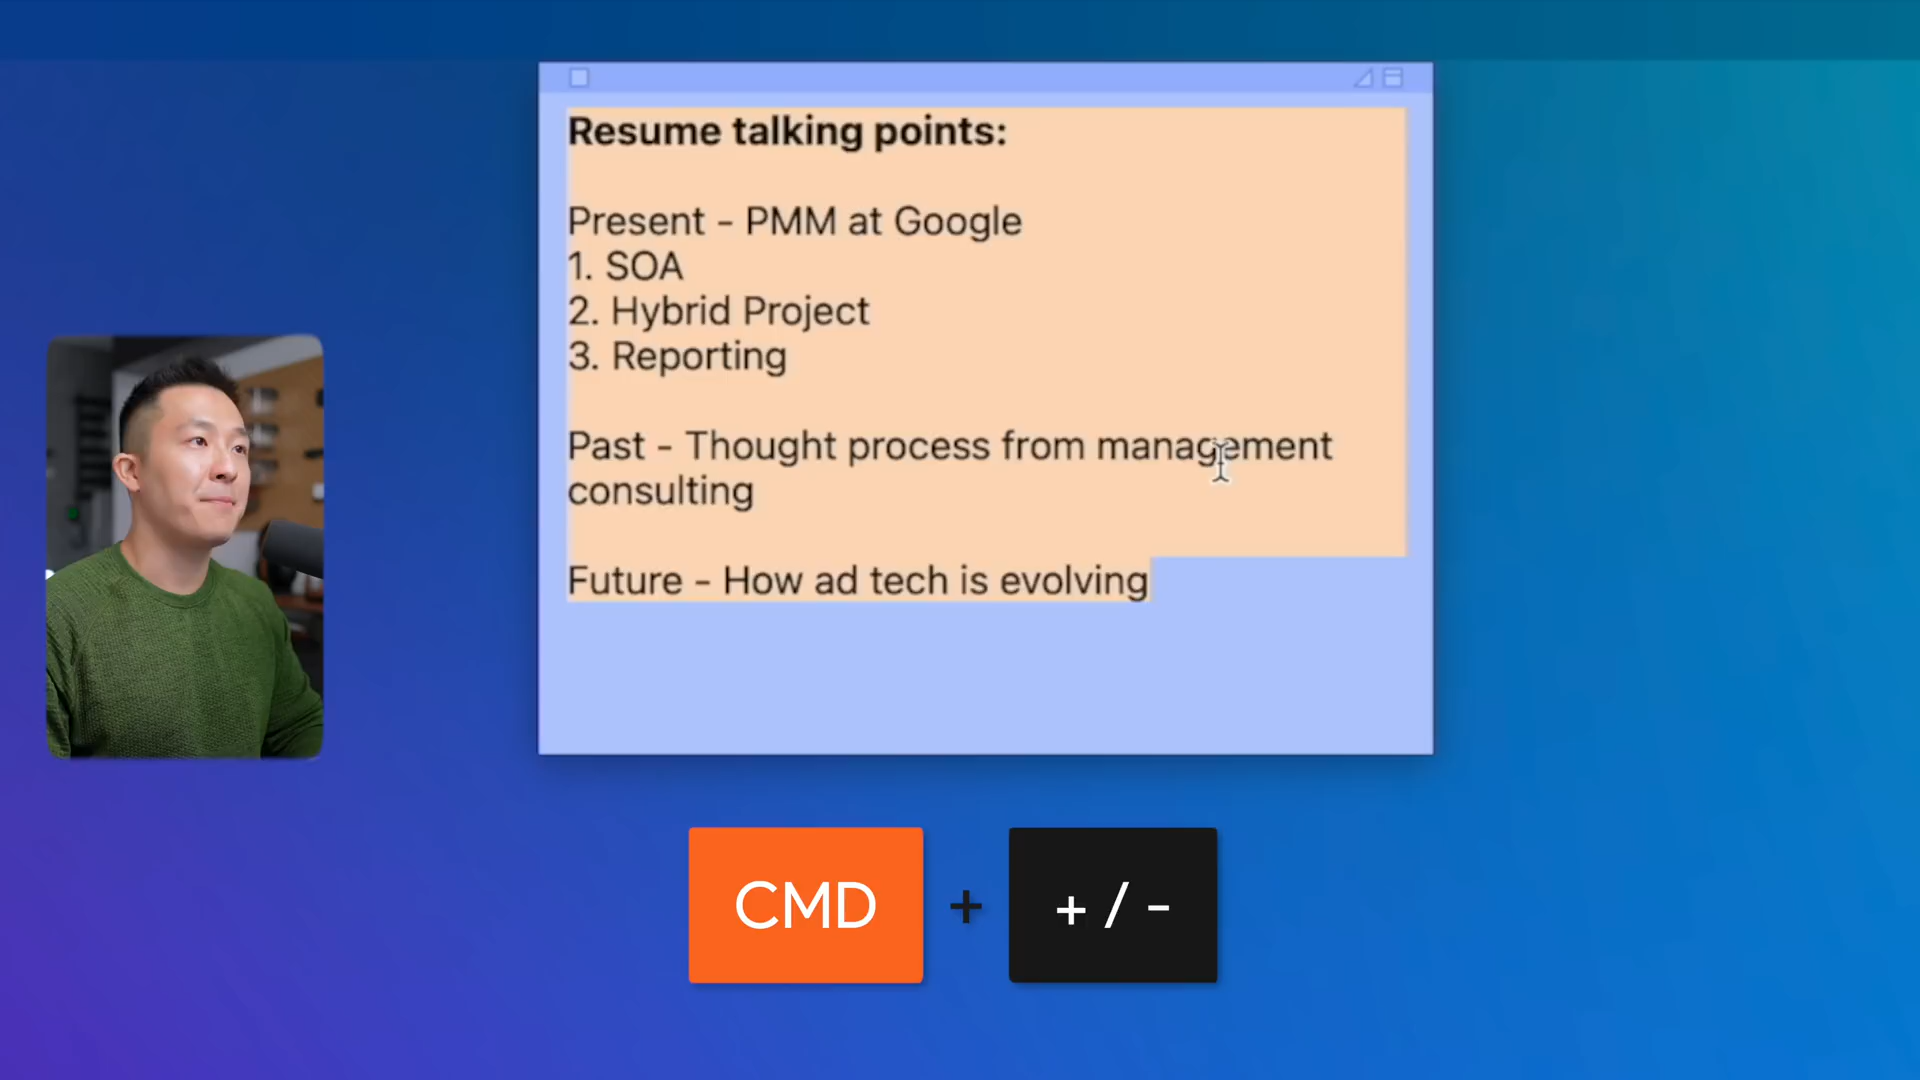 Resume talking points:
Present - PMM at Google
1. SOA
2. Hybrid Project
3. Reporting
Past - Thought process from management
consulting
Future - How ad tech is evolving
CMD + + / -